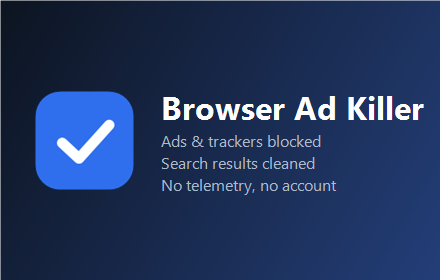 Browser Ad Killer
Ads & trackers blocked
Search results cleaned
No telemetry, no account